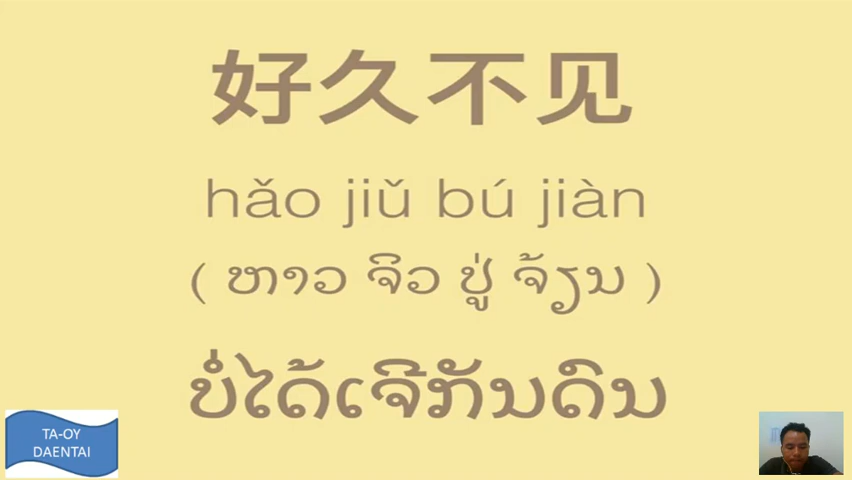 好久不见
hǎo jiǔ bú jiàn
( ຫາວ ຈິວ ປູ່ ຈ້ຽນ )
ບໍ່ໄດ້ເຈີກັນດົນ
TA-OY
DAENTAI